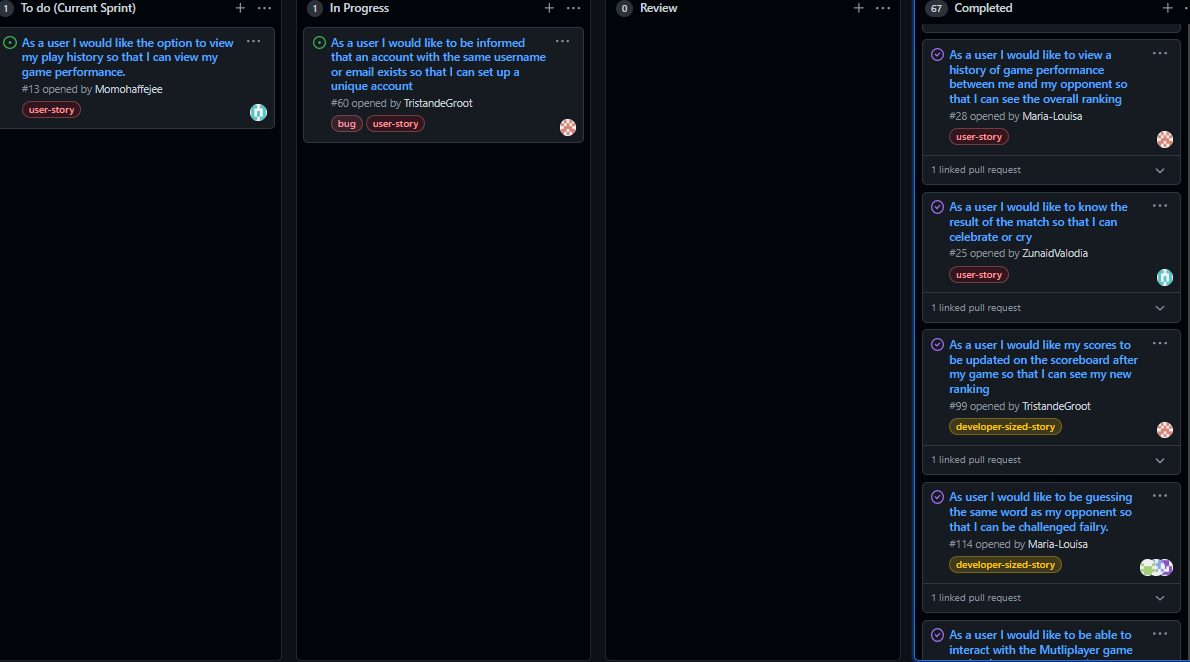 1 To do (Current Sprint)
As a user I would like the option to view
my play history so that I can view my
game performance.
#13 opened by Momohaffejee
user-story
1 In Progress
As a user I would like to be informed
that an account with the same username
or email exists so that I can set up a
unique account
#60 opened by TristandeGroot
bug user-story
0 Review
67 Completed
As a user I would like to view a
history of game performance
between me and my opponent so
that I can see the overall ranking
#28 opened by Maria-Louisa
user-story
1 linked pull request
As a user I would like to know the
result of the match so that I can
celebrate or cry
#25 opened by ZunaidValodia
user-story
1 linked pull request
As a user I would like my scores to
be updated on the scoreboard after
my game so that I can see my new
ranking
#99 opened by TristandeGroot
developer-sized-story
1 linked pull request
As user I would like to be guessing
the same word as my opponent so
that I can be challenged failry.
#114 opened by Maria-Louisa
developer-sized-story
1 linked pull request
As a user I would like to be able to
interact with the Mutliplayer game